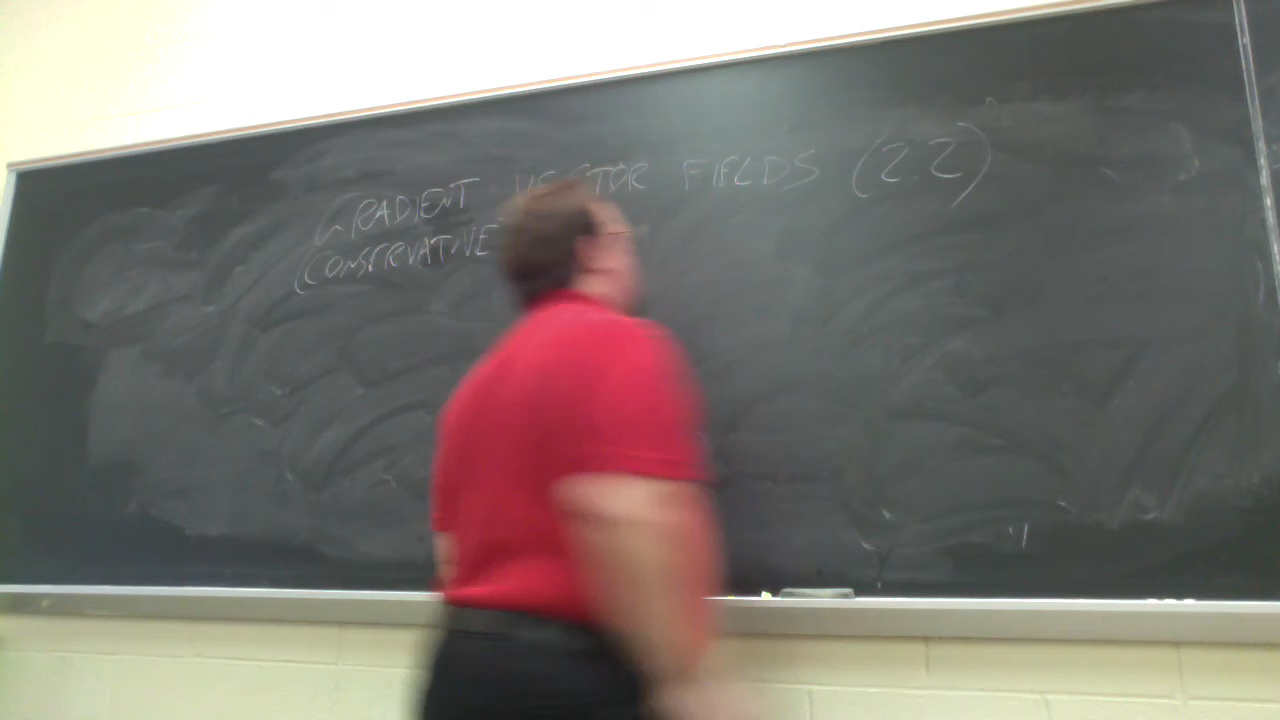 GRADIENT VECTOR FIELDS (2.2)
(CONSERVATIVE